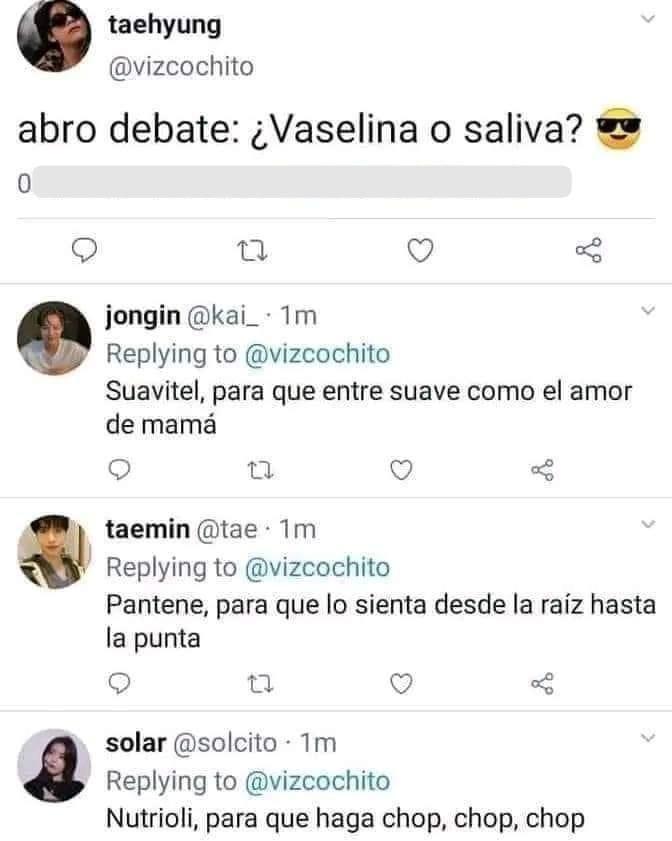 taehyung
@vizcochito
abro debate: ¿Vaselina o saliva? 😎
0
jongin @kai_ · 1m
Replying to @vizcochito
Suavitel, para que entre suave como el amor
de mamá
taemin @tae · 1m
Replying to @vizcochito
Pantene, para que lo sienta desde la raíz hasta
la punta
solar @solcito · 1m
Replying to @vizcochito
Nutrioli, para que haga chop, chop, chop